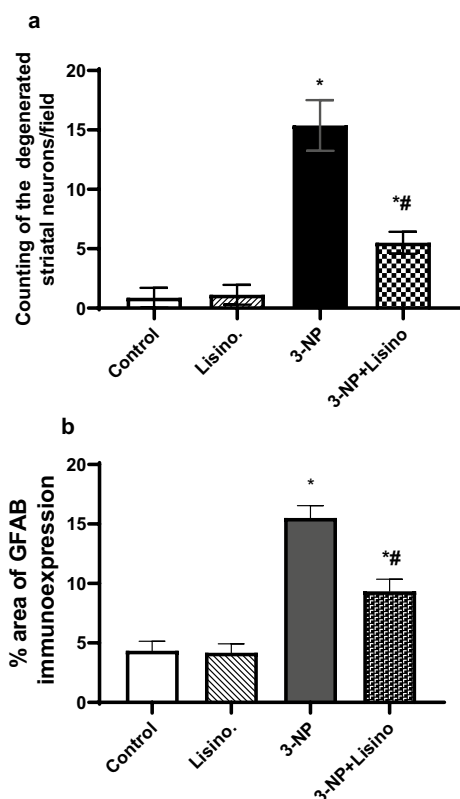 a
Counting of the degenerated
striatal neurons/field
20
15
10
5
0
*
*#
Control
Lisino.
3-NP
3-NP+Lisino
b
% area of GFAB
immunoexpression
20
15
10
5
0
*
*#
Control
Lisino.
3-NP
3-NP+Lisino